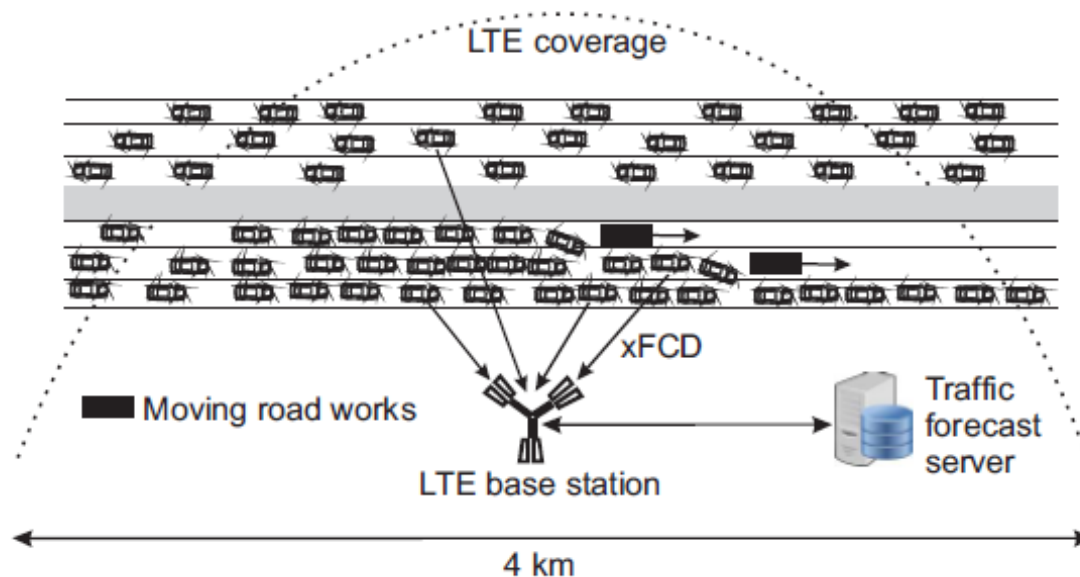 LTE coverage
xFCD
Moving road works
Traffic
forecast
server
LTE base station
4 km